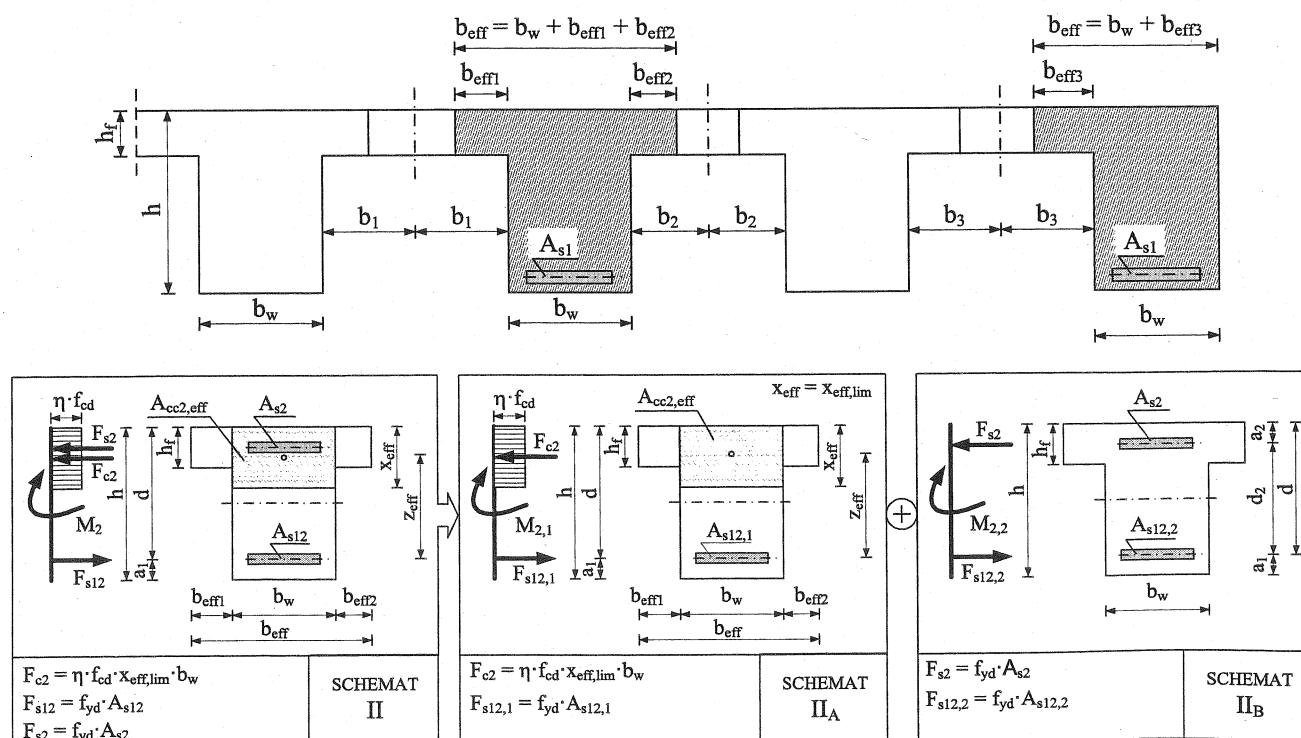 b_eff = b_w + b_eff1 + b_eff2
b_eff = b_w + b_eff3
b_eff1
b_eff2
b_eff3
h_f
h
b_1
b_1
b_2
b_2
b_3
b_3
A_s1
A_s1
b_w
b_w
b_w
η·f_cd
A_cc2,eff
A_s2
F_s2
F_c2
h
d
h_f
x_eff
z_eff
M_2
A_s12
F_s12
a_1
b_eff1
b_w
b_eff2
b_eff
F_c2 = η·f_cd·x_eff,lim·b_w
F_s12 = f_yd·A_s12
F_s2 = f_yd·A_s2
SCHEMAT
II
x_eff = x_eff,lim
η·f_cd
A_cc2,eff
F_c2
h
d
h_f
x_eff
z_eff
M_2,1
A_s12,1
F_s12,1
a_1
b_eff1
b_w
b_eff2
b_eff
F_c2 = η·f_cd·x_eff,lim·b_w
F_s12,1 = f_yd·A_s12,1
SCHEMAT
II_A
A_s2
F_s2
h_f
h
a_2
d_2
d
M_2,2
A_s12,2
F_s12,2
a_1
b_w
F_s2 = f_yd·A_s2
F_s12,2 = f_yd·A_s12,2
SCHEMAT
II_B